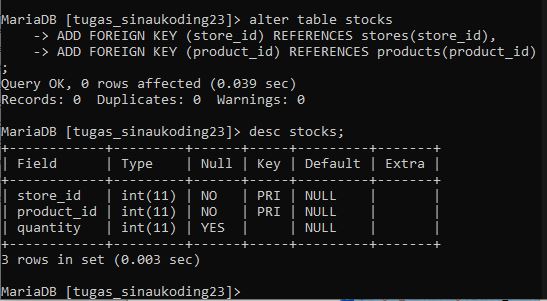 MariaDB [tugas_sinaukoding23]> alter table stocks
    -> ADD FOREIGN KEY (store_id) REFERENCES stores(store_id),
    -> ADD FOREIGN KEY (product_id) REFERENCES products(product_id)
;
Query OK, 0 rows affected (0.039 sec)
Records: 0  Duplicates: 0  Warnings: 0
MariaDB [tugas_sinaukoding23]> desc stocks;
+------------+---------+------+-----+---------+-------+
| Field      | Type    | Null | Key | Default | Extra |
+------------+---------+------+-----+---------+-------+
| store_id   | int(11) | NO   | PRI | NULL    |       |
| product_id | int(11) | NO   | PRI | NULL    |       |
| quantity   | int(11) | YES  |     | NULL    |       |
+------------+---------+------+-----+---------+-------+
3 rows in set (0.003 sec)
MariaDB [tugas_sinaukoding23]>